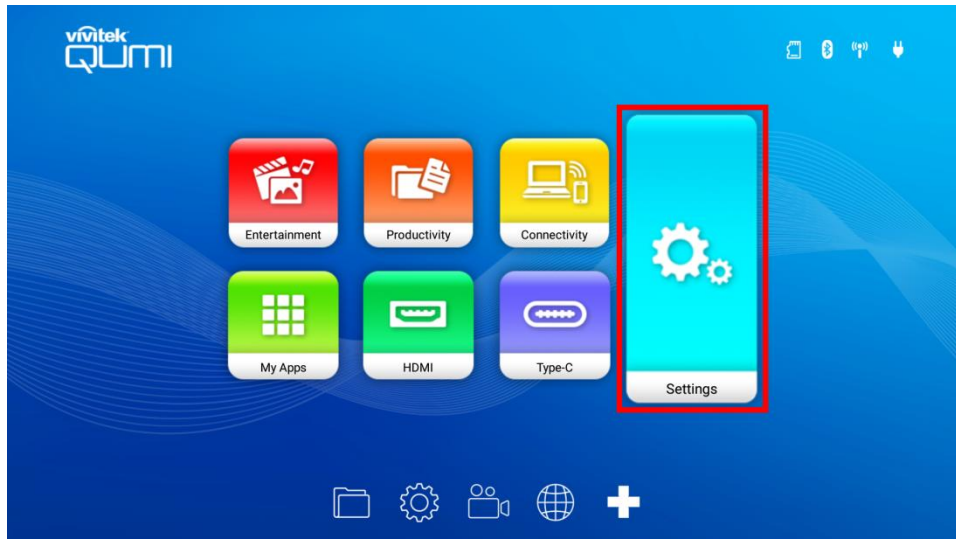 vivitek
QUMI
Entertainment
Productivity
Connectivity
My Apps
HDMI
Type-C
Settings